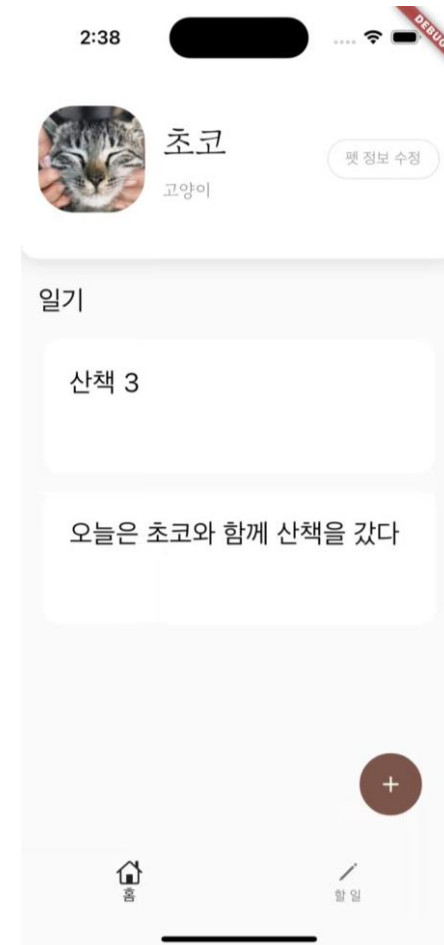 2:38
DEBUG
초코
고양이
펫 정보 수정
일기
산책 3
오늘은 초코와 함께 산책을 갔다
+
홈
할 일